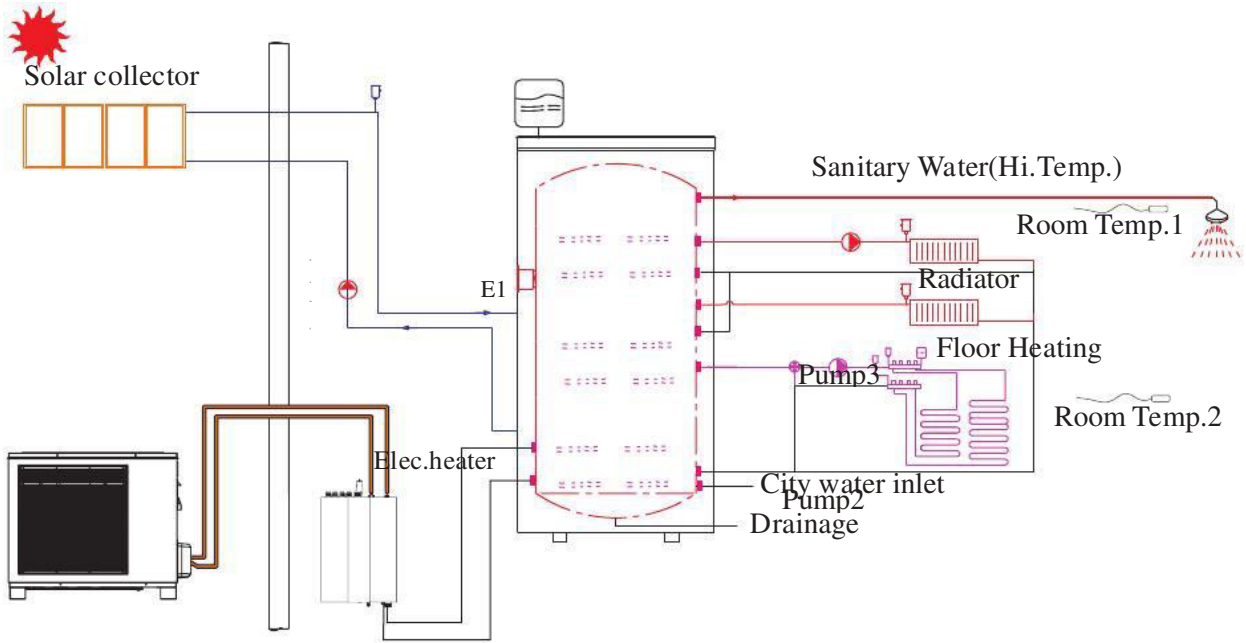 Solar collector
Sanitary Water(Hi.Temp.)
Room Temp.1
E1
Radiator
Floor Heating
Pump3
Room Temp.2
Elec.heater
City water inlet
Pump2
Drainage